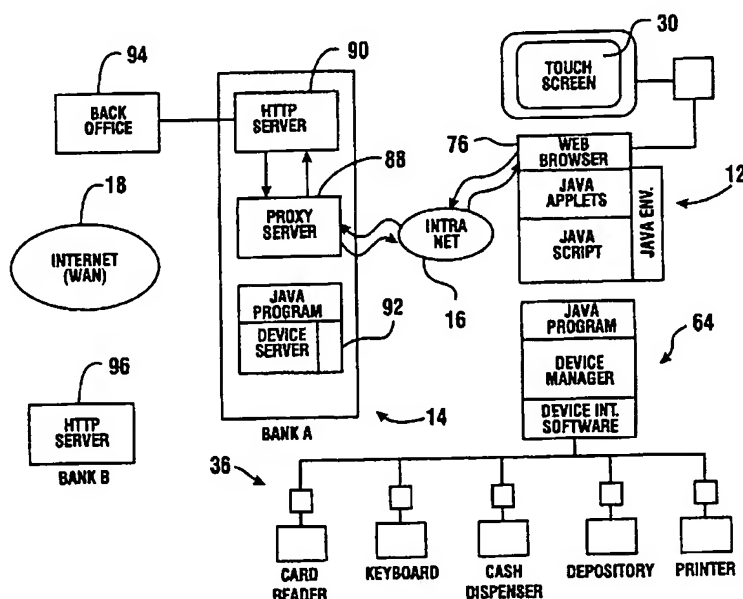 94
BACK
OFFICE
18
INTERNET
(WAN)
96
HTTP
SERVER
BANK B
90
HTTP
SERVER
88
PROXY
SERVER
JAVA
PROGRAM
DEVICE
SERVER
92
14
BANK A
INTRA
NET
16
30
TOUCH
SCREEN
76
WEB
BROWSER
JAVA
APPLETS
JAVA
SCRIPT
JAVA ENV.
12
JAVA
PROGRAM
DEVICE
MANAGER
DEVICE INT.
SOFTWARE
64
36
CARD
READER
KEYBOARD
CASH
DISPENSER
DEPOSITORY
PRINTER